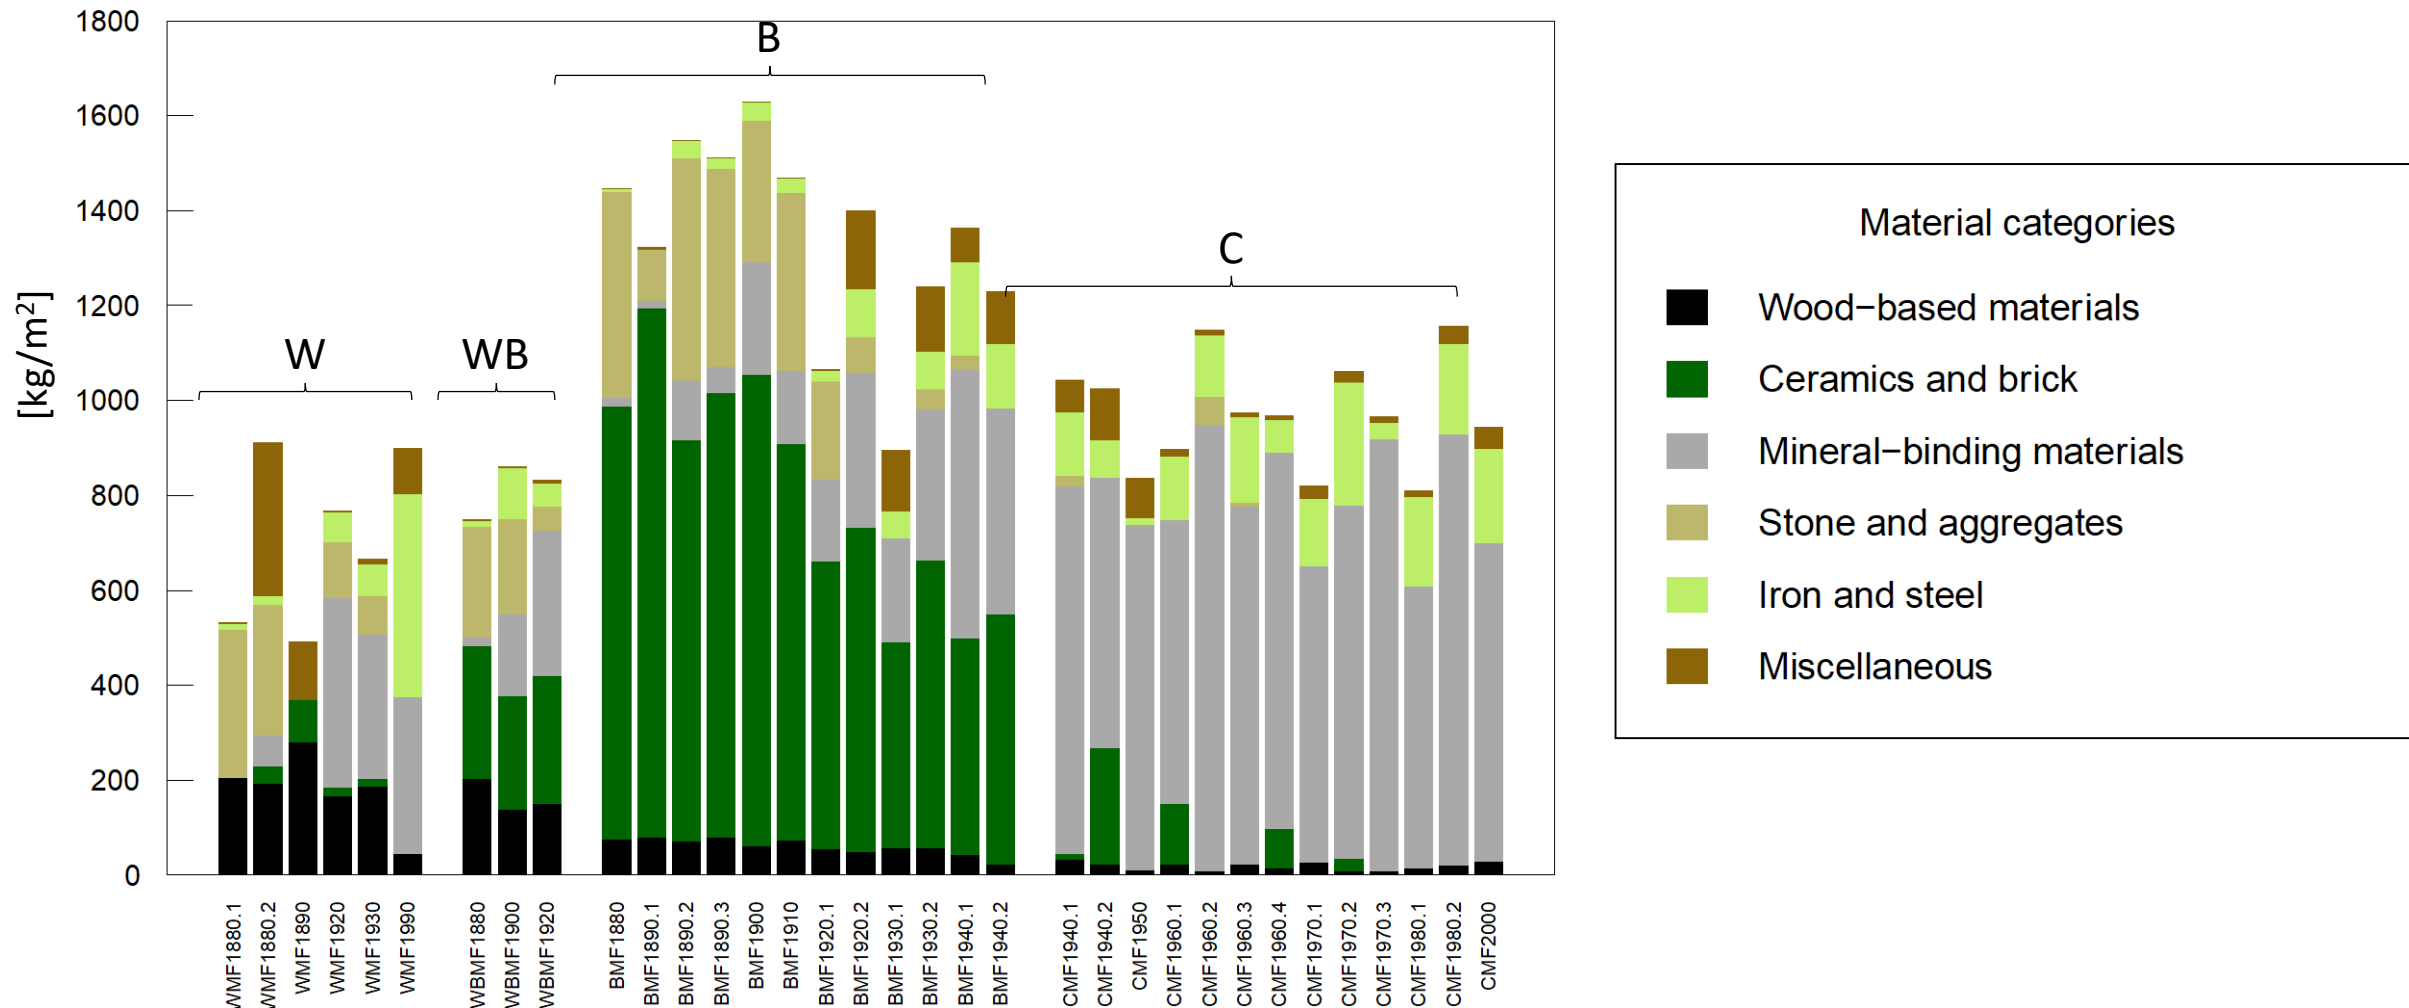 1800
1600
1400
1200
1000
800
600
400
200
0
[kg/m²]
W
WB
B
C
WMF1880.1
WMF1880.2
WMF1890
WMF1920
WMF1930
WMF1990
WBMF1880
WBMF1900
WBMF1920
BMF1880
BMF1890.1
BMF1890.2
BMF1890.3
BMF1900
BMF1910
BMF1920.1
BMF1920.2
BMF1930.1
BMF1930.2
BMF1940.1
BMF1940.2
CMF1940.1
CMF1940.2
CMF1950
CMF1960.1
CMF1960.2
CMF1960.3
CMF1960.4
CMF1970.1
CMF1970.2
CMF1970.3
CMF1980.1
CMF1980.2
CMF2000
Material categories
Wood−based materials
Ceramics and brick
Mineral−binding materials
Stone and aggregates
Iron and steel
Miscellaneous